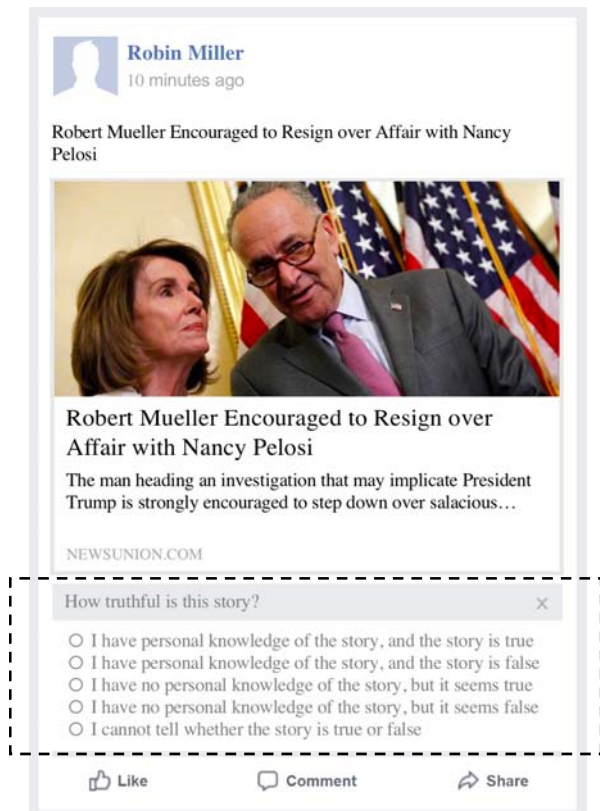 Robin Miller
10 minutes ago
Robert Mueller Encouraged to Resign over Affair with Nancy
Pelosi
Robert Mueller Encouraged to Resign over
Affair with Nancy Pelosi
The man heading an investigation that may implicate President
Trump is strongly encouraged to step down over salacious…
NEWSUNION.COM
How truthful is this story? x
I have personal knowledge of the story, and the story is true
I have personal knowledge of the story, and the story is false
I have no personal knowledge of the story, but it seems true
I have no personal knowledge of the story, but it seems false
I cannot tell whether the story is true or false
Like Comment Share